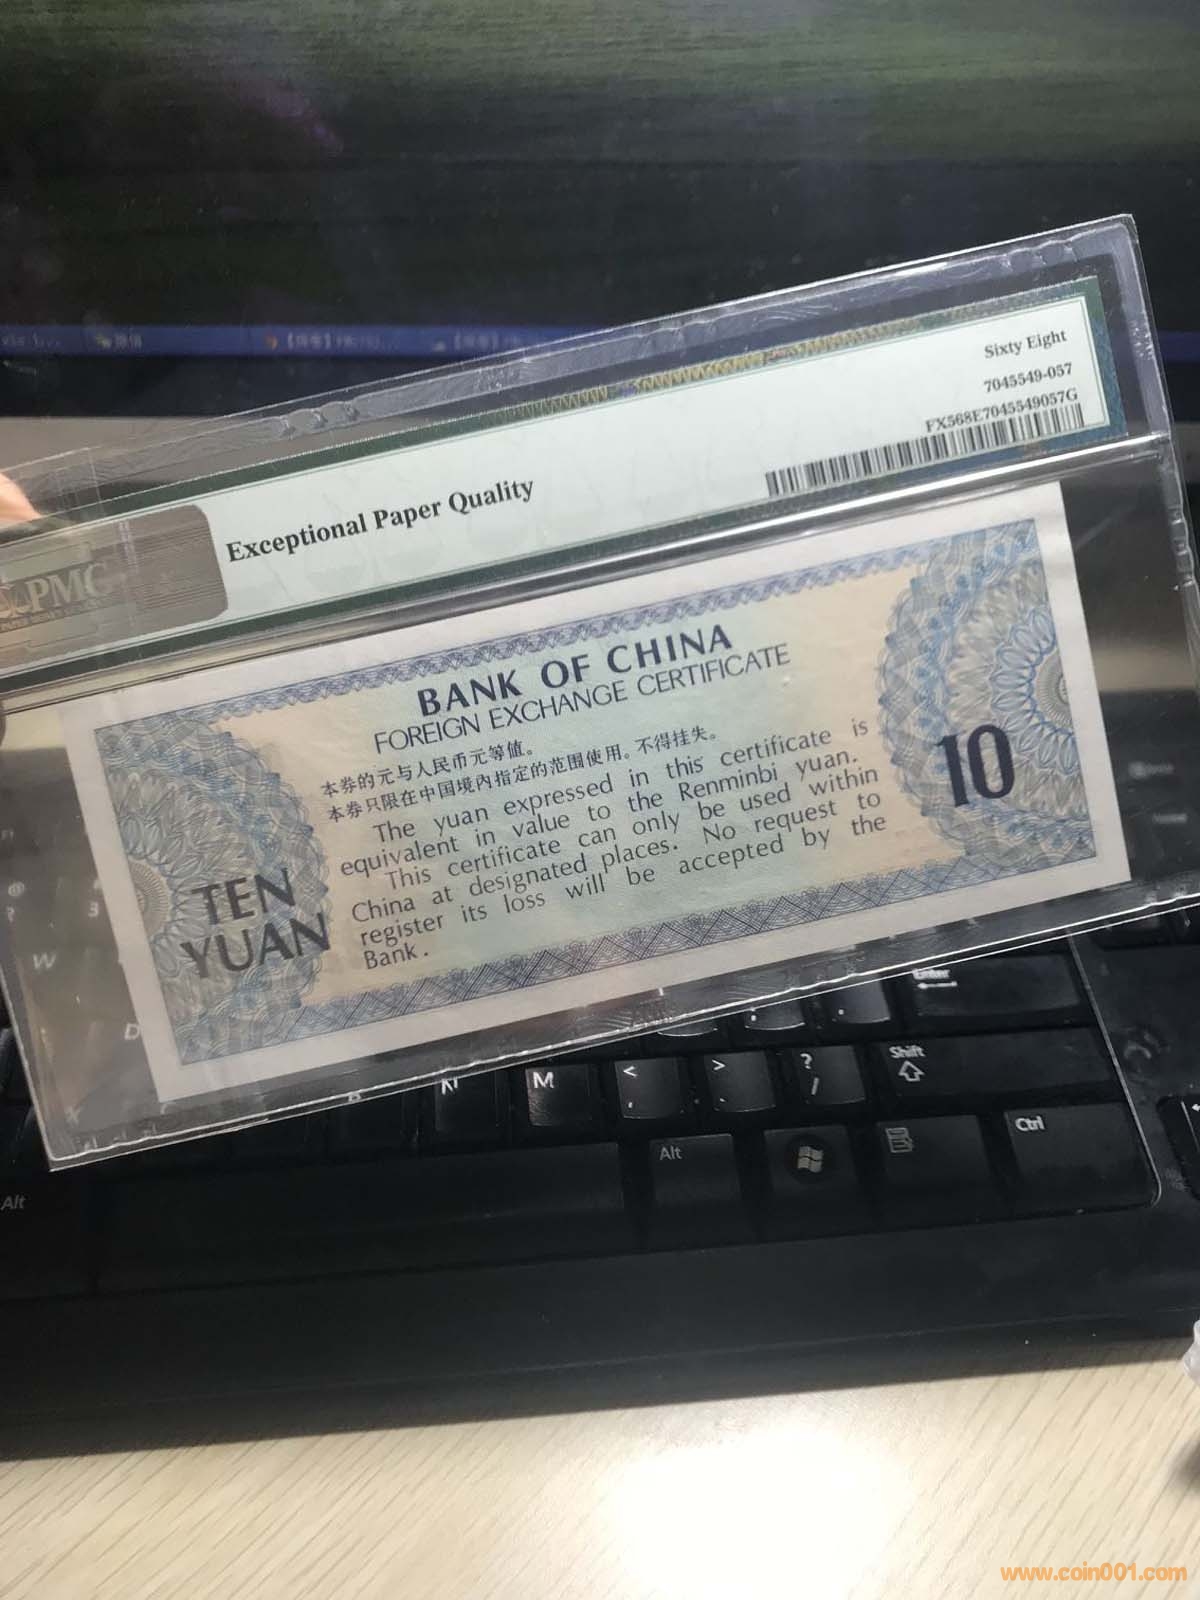 Sixty Eight
7045549-057
FX568E7045549057G
Exceptional Paper Quality
PMG
BANK OF CHINA
FOREIGN EXCHANGE CERTIFICATE
本券的元与人民币元等值。
本券只限在中国境内指定的范围使用。不得挂失。
The yuan expressed in this certificate is
equivalent in value to the Renminbi yuan.
This certificate can only be used within
China at designated places. No request to
register its loss will be accepted by the
Bank.
10
TEN
YUAN
Enter
M
<
,
>
.
?
/
Shift
Alt
Ctrl
Alt
W
D
www.coin001.com